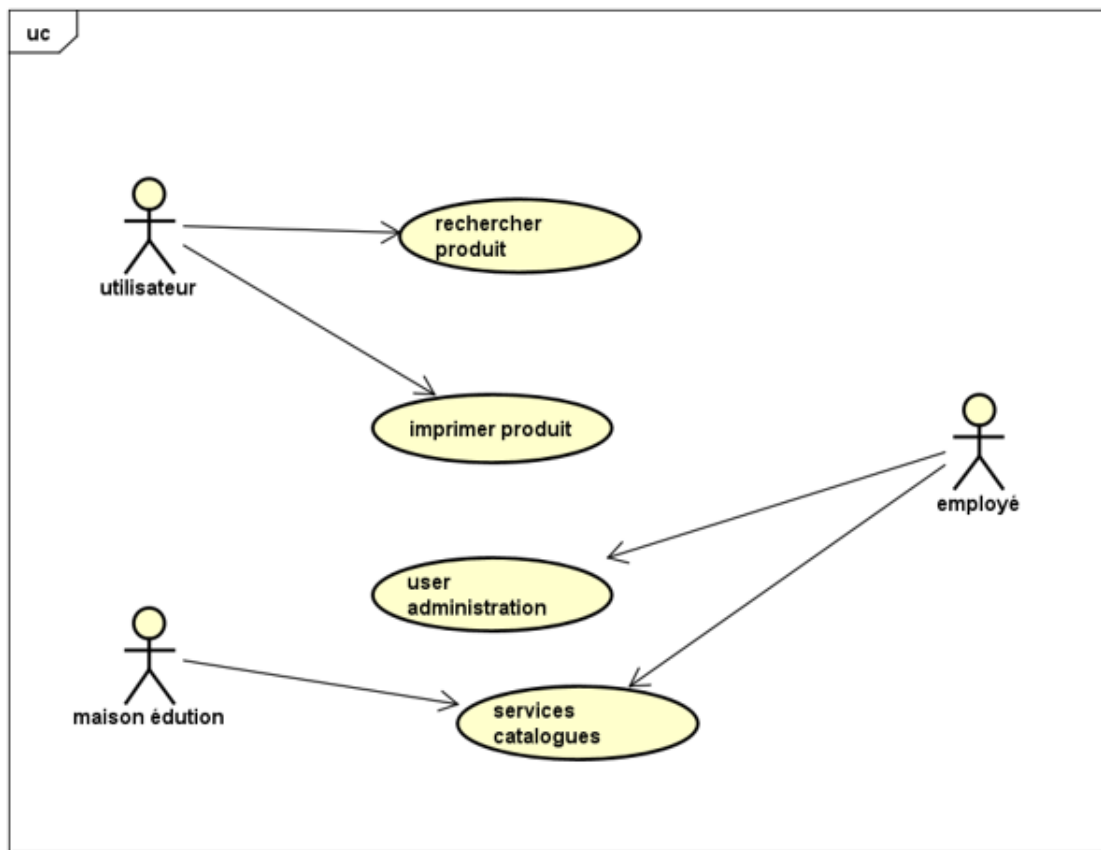 uc
rechercher
produit
utilisateur
imprimer produit
employé
user
administration
maison édution
services
catalogues